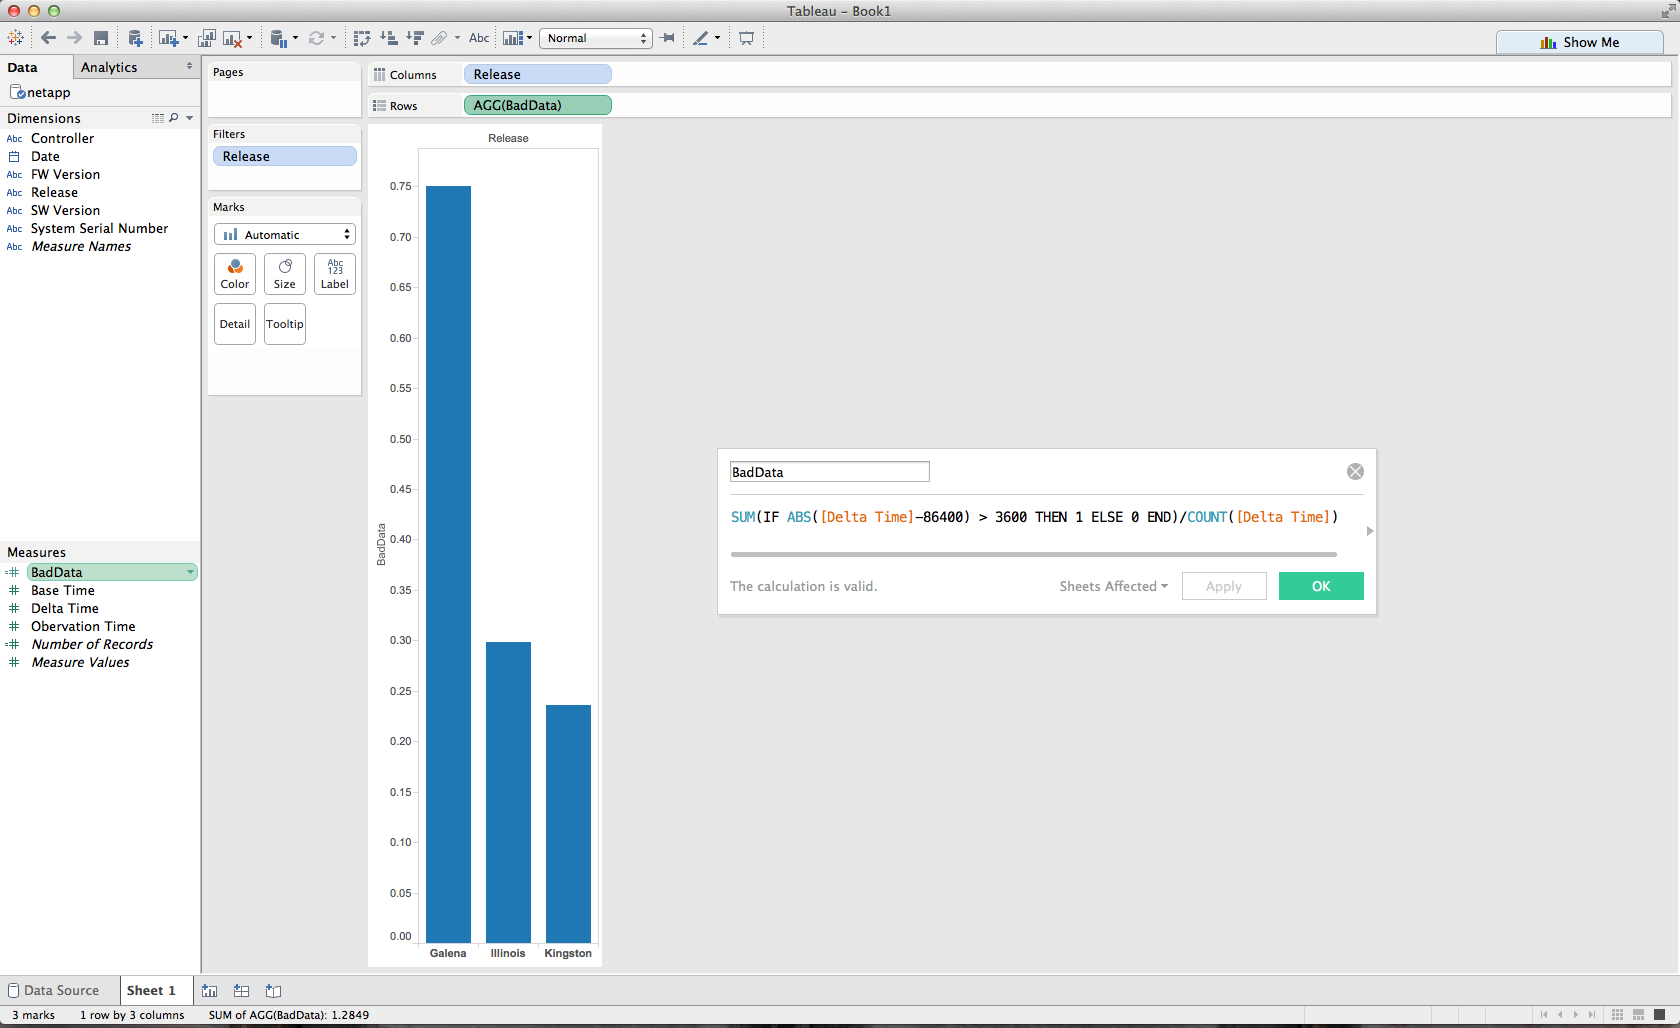 Tableau - Book1
Abc
Normal
Show Me
Data
Analytics
netapp
Dimensions
Abc Controller
Date
Abc FW Version
Abc Release
Abc SW Version
Abc System Serial Number
Abc Measure Names
Measures
BadData
Base Time
Delta Time
Obervation Time
Number of Records
Measure Values
Pages
Filters
Release
Marks
Automatic
Color
Size
Abc
123
Label
Detail
Tooltip
Columns
Release
Rows
AGG(BadData)
Release
BadData
0.75
0.70
0.65
0.60
0.55
0.50
0.45
0.40
0.35
0.30
0.25
0.20
0.15
0.10
0.05
0.00
Galena
Illinois
Kingston
BadData
SUM(IF ABS([Delta Time]-86400) > 3600 THEN 1 ELSE 0 END)/COUNT([Delta Time])
The calculation is valid.
Sheets Affected
Apply
OK
Data Source
Sheet 1
3 marks
1 row by 3 columns
SUM of AGG(BadData): 1.2849